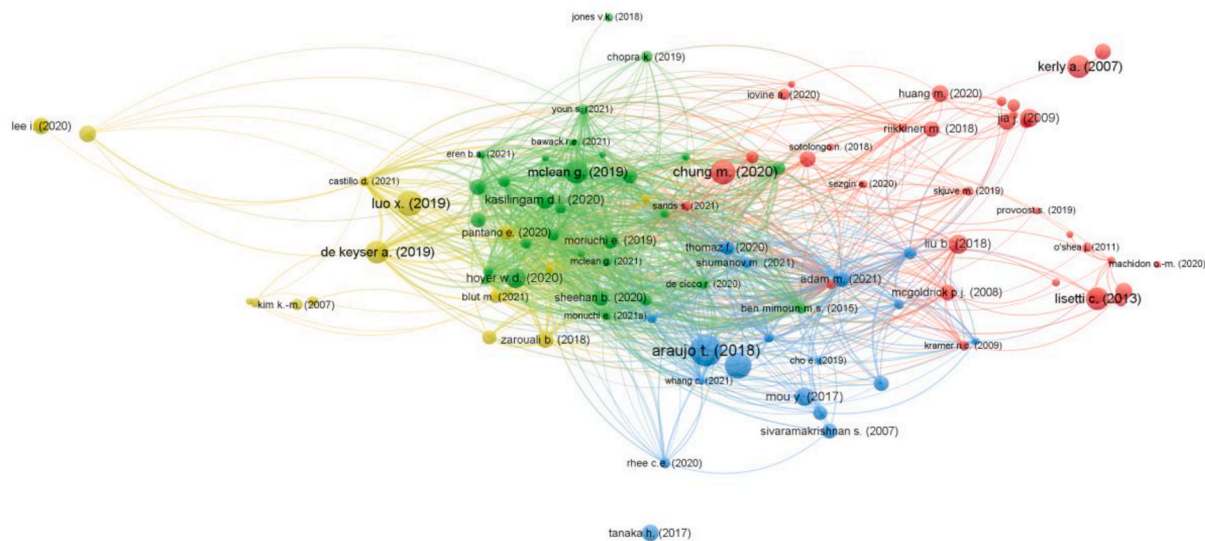 jones v.k. (2018)
chopra k. (2019)
kerly a. (2007)
iovine a. (2020)
huang m. (2020)
youn s. (2021)
jia j. (2009)
lee i. (2020)
riikkinen m. (2018)
bawack r.e. (2021)
sotolongo n. (2018)
eren b.a. (2021)
mclean g. (2019)
chung m. (2020)
castillo d. (2021)
sezgin e. (2020)
skjuve m. (2019)
kasilingam d.l. (2020)
luo x. (2019)
sands s. (2021)
provoost s. (2019)
pantano e. (2020)
moriuchi e. (2019)
thomaz f. (2020)
liu b. (2018)
o'shea j. (2011)
de keyser a. (2019)
mclean g. (2021)
shumanov m. (2021)
machidon o.-m. (2020)
hoyer w.d. (2020)
adam m. (2021)
de cicco r. (2020)
mcgoldrick p.j. (2008)
blut m. (2021)
sheehan b. (2020)
lisetti c. (2013)
kim k.-m. (2007)
ben mimoun m s. (2015)
moriuchi e. (2021a)
zarouali b. (2018)
kramer n.c. (2009)
araujo t. (2018)
cho e. (2019)
whang c. (2021)
mou y. (2017)
sivaramakrishnan s. (2007)
rhee c.e. (2020)
tanaka h. (2017)